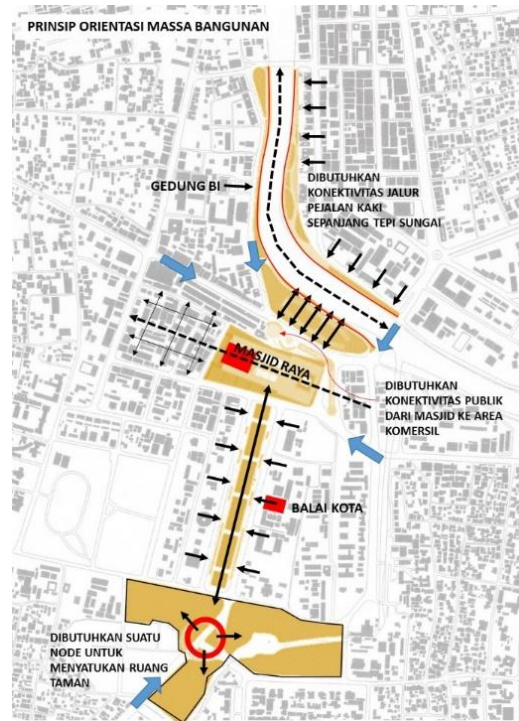 PRINSIP ORIENTASI MASSA BANGUNAN
GEDUNG BI
DIBUTUHKAN
KONEKTIVITAS JALUR
PEJALAN KAKI
SEPANJANG TEPI SUNGAI
MASJID RAYA
DIBUTUHKAN
KONEKTIVITAS PUBLIK
DARI MASJID KE AREA
KOMERSIL
BALAI KOTA
DIBUTUHKAN SUATU
NODE UNTUK
MENYATUKAN RUANG
TAMAN